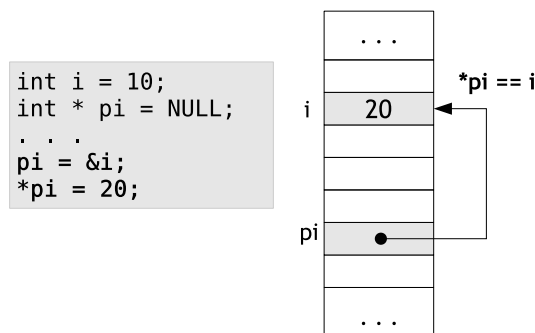 int i = 10;
int * pi = NULL;
. . .
pi = &i;
*pi = 20;
. . .
*pi == i
i
20
pi
. . .